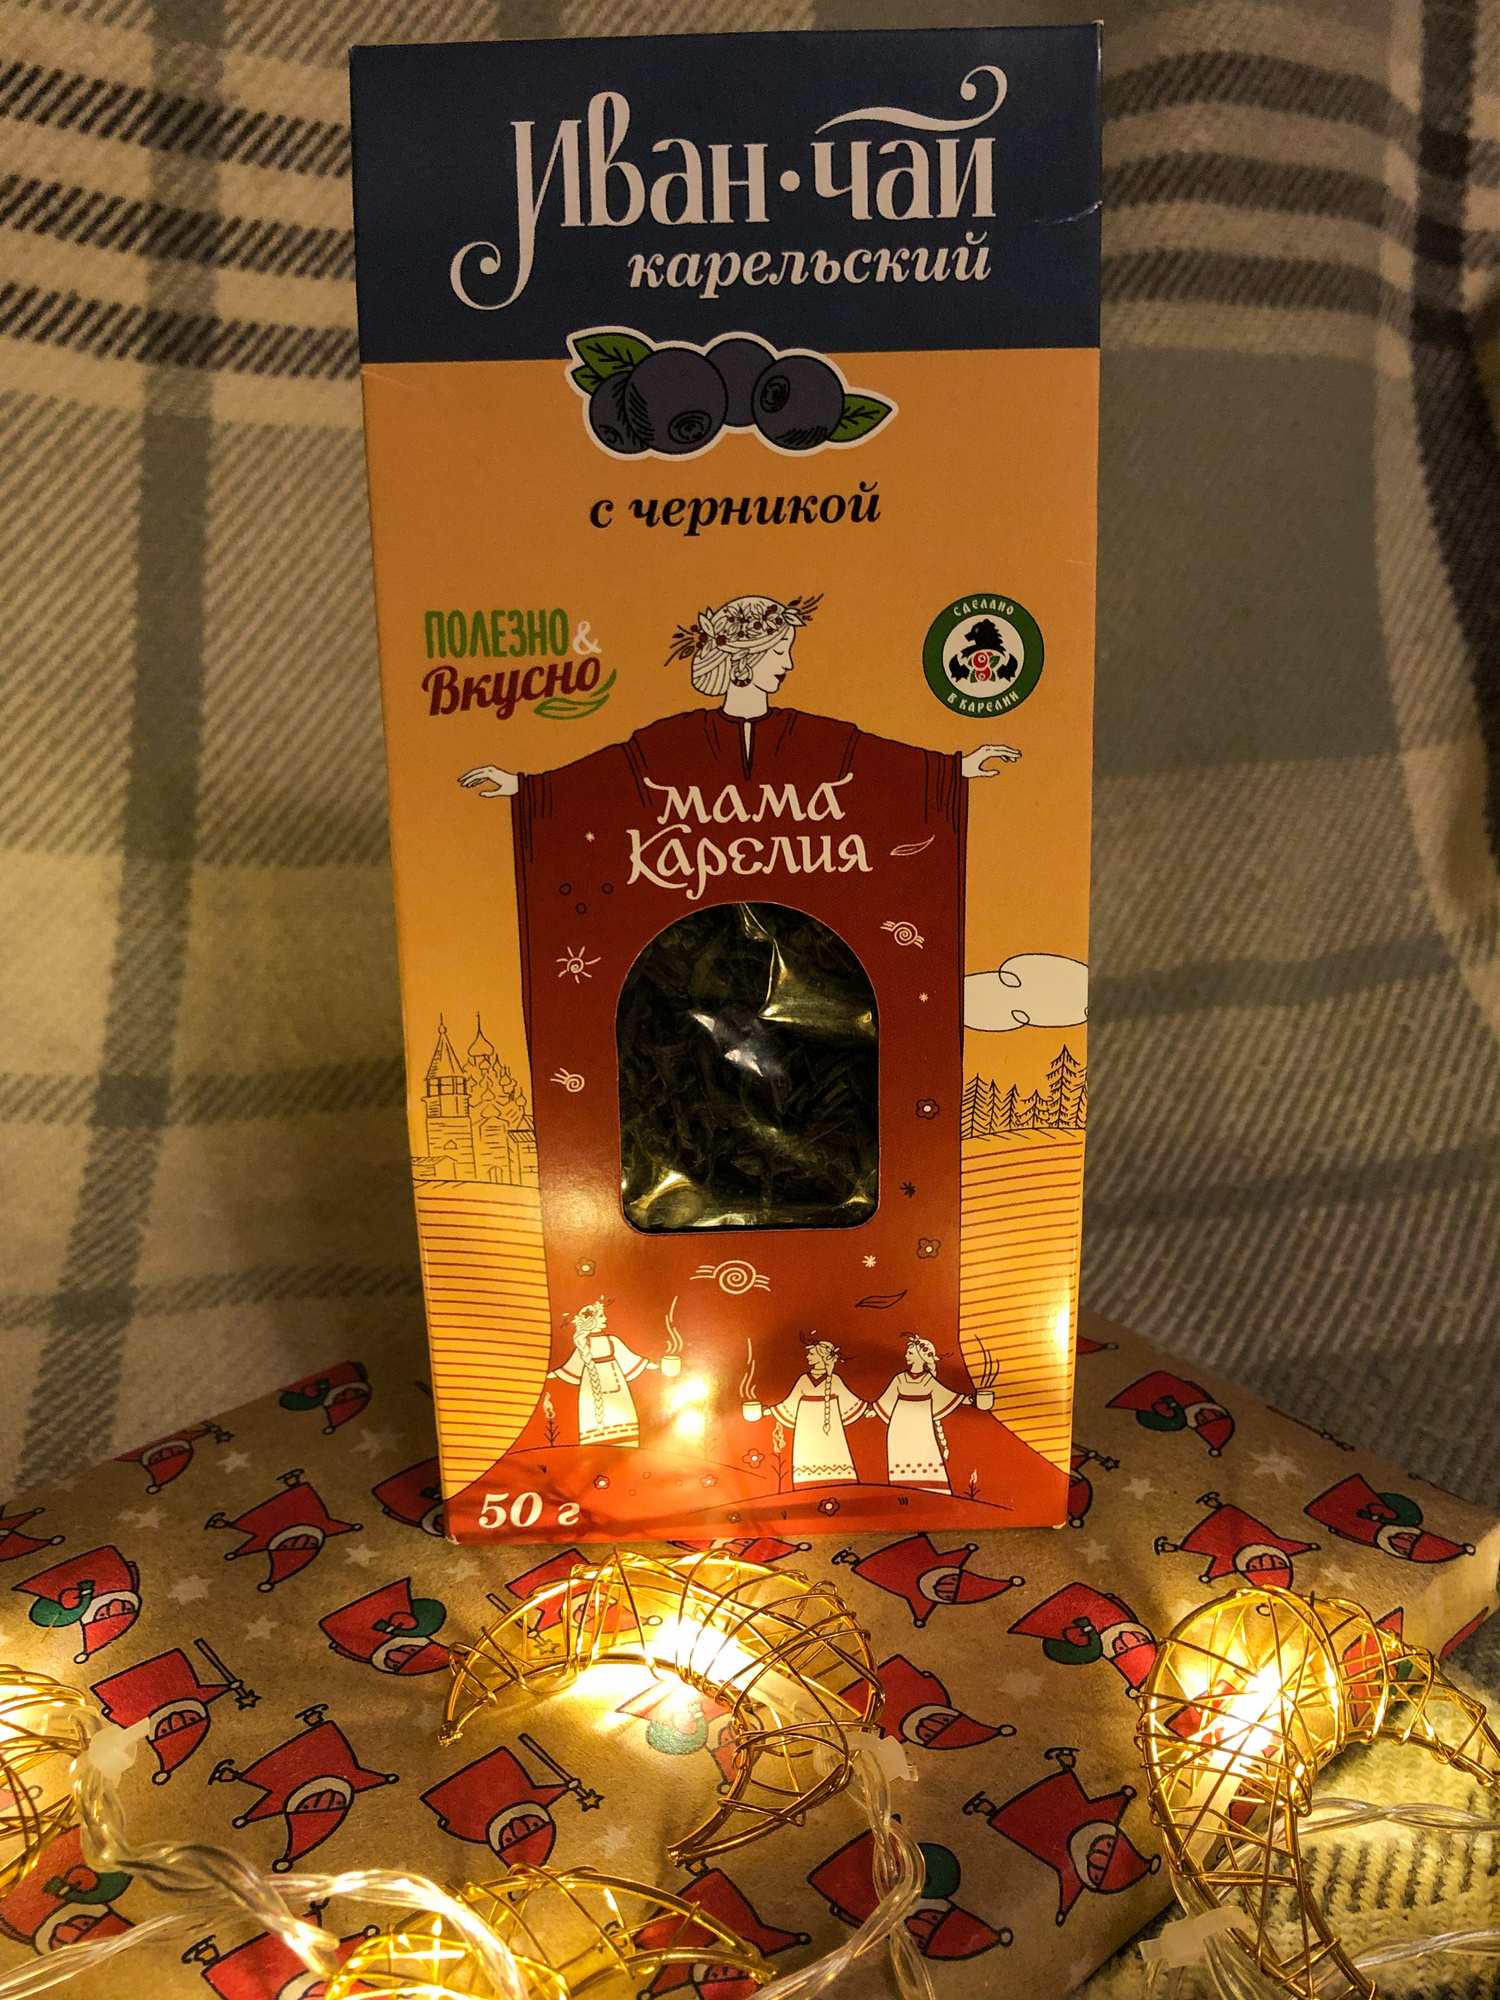 Иван·чай
карельский
с черникой
ПОЛЕЗНО &
Вкусно
СДЕЛАНО
В КАРЕЛИИ
мама
Карелия
50 г